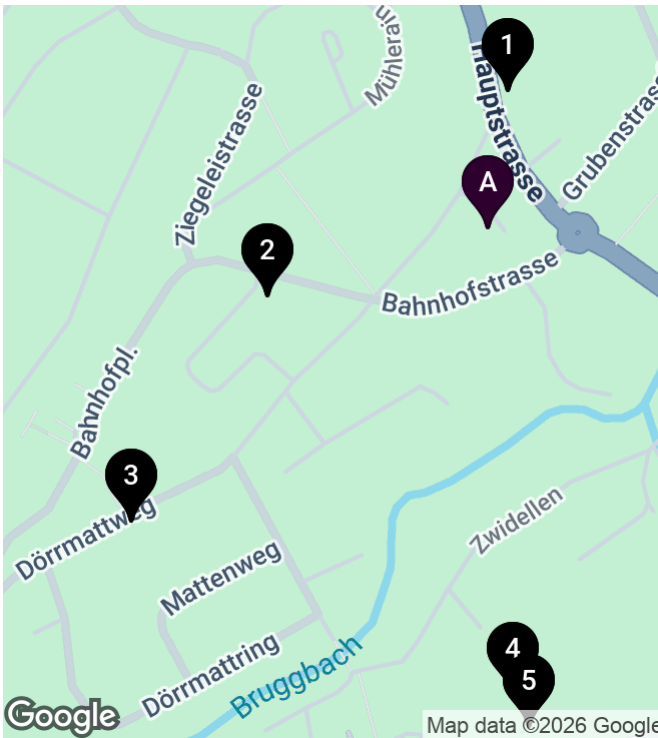 Mühlerain
1
Hauptstrasse
Grubenstrass
Ziegeleistrasse
A
2
Bahnhofstrasse
Bahnhofpl.
3
Dörrmattweg
Zwidellen
Mattenweg
Dörrmattring
Bruggbach
4
5
Google
Map data ©2026 Google